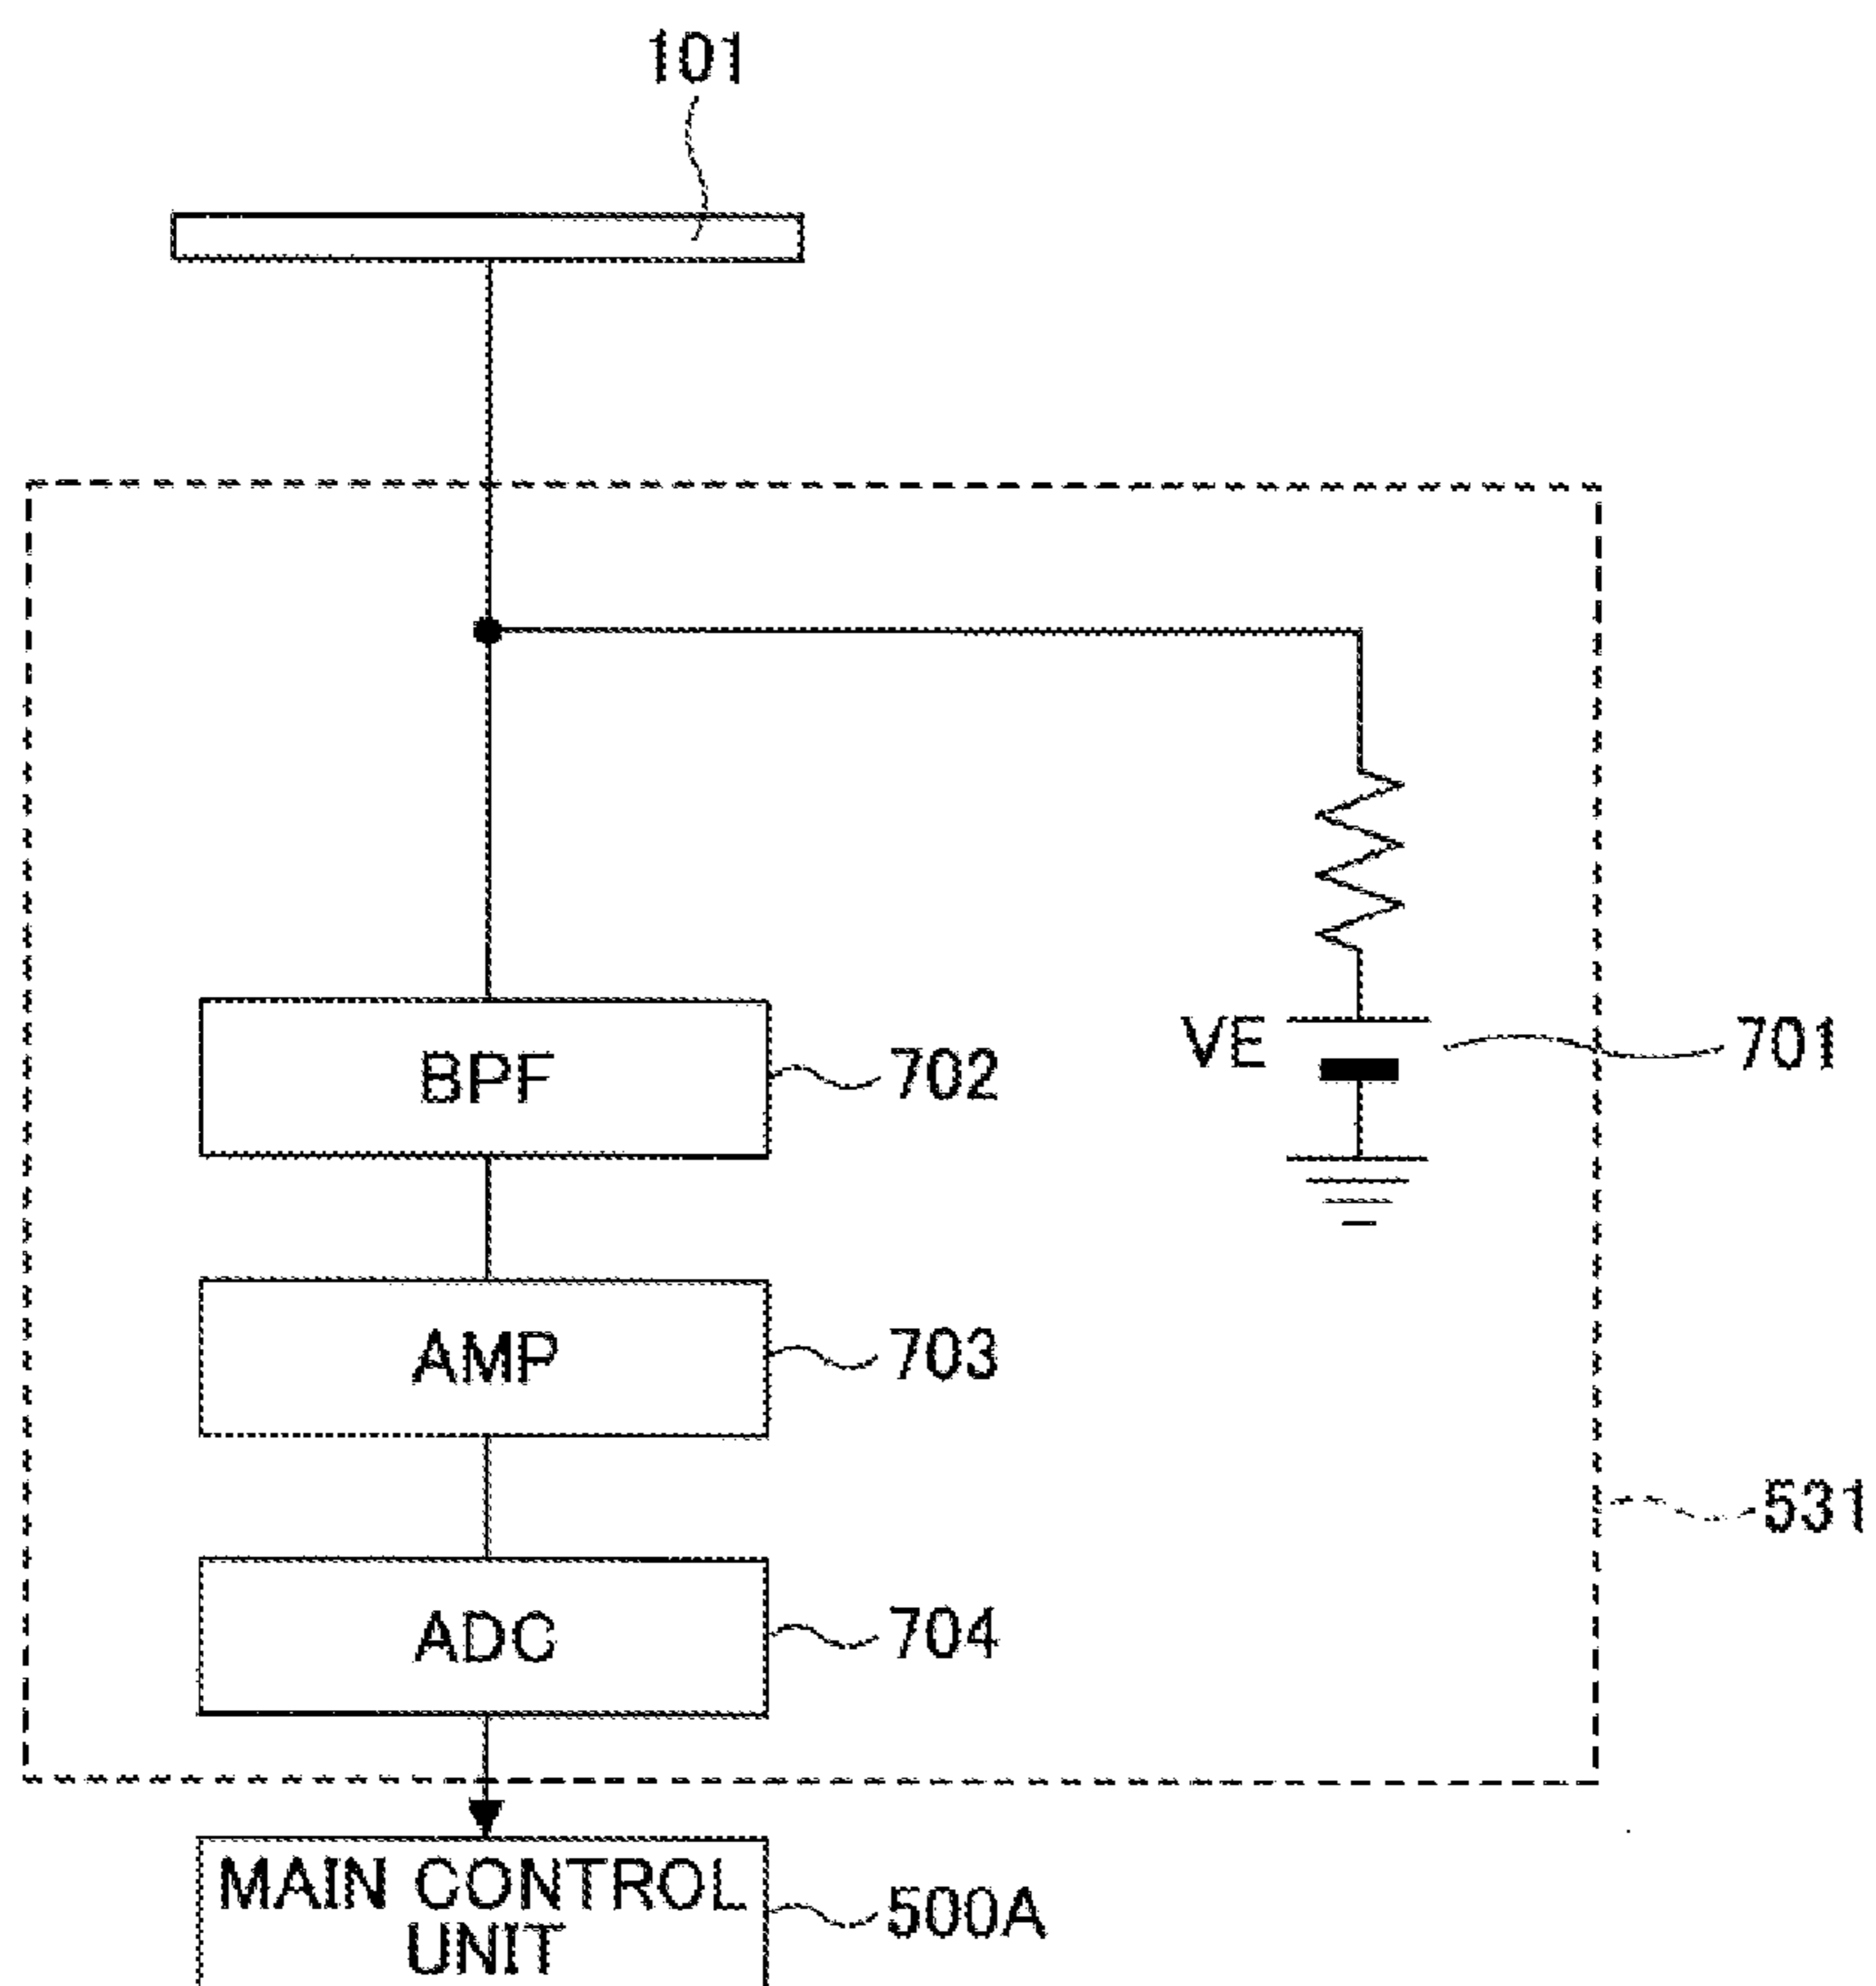 101
BPF
702
VE
701
AMP
703
531
ADC
704
MAIN CONTROL
UNIT
500A